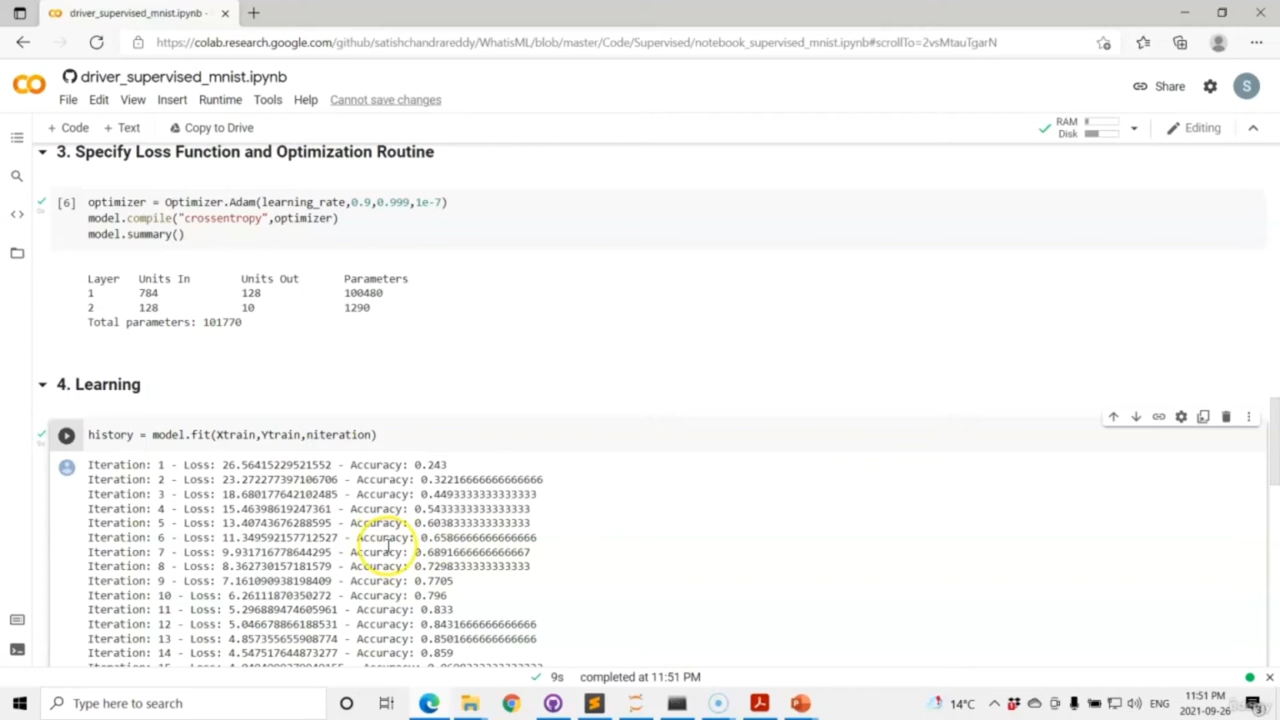 driver_supervised_mnist.ipynb -
https://colab.research.google.com/github/satishchandrareddy/WhatisML/blob/master/Code/Supervised/notebook_supervised_mnist.ipynb#scrollTo=2vsMtauTgarN
driver_supervised_mnist.ipynb
File Edit View Insert Runtime Tools Help Cannot save changes
Share
S
+ Code + Text Copy to Drive
RAM
Disk
Editing
3. Specify Loss Function and Optimization Routine
[6] optimizer = Optimizer.Adam(learning_rate,0.9,0.999,1e-7)
model.compile("crossentropy",optimizer)
model.summary()
Layer Units In Units Out Parameters
1 784 128 100480
2 128 10 1290
Total parameters: 101770
4. Learning
history = model.fit(Xtrain,Ytrain,niteration)
Iteration: 1 - Loss: 26.56415229521552 - Accuracy: 0.243
Iteration: 2 - Loss: 23.272277397106706 - Accuracy: 0.32216666666666666
Iteration: 3 - Loss: 18.680177642102485 - Accuracy: 0.4493333333333333
Iteration: 4 - Loss: 15.46398619247361 - Accuracy: 0.5433333333333333
Iteration: 5 - Loss: 13.40743676288595 - Accuracy: 0.6038333333333333
Iteration: 6 - Loss: 11.349592157712527 - Accuracy: 0.6586666666666666
Iteration: 7 - Loss: 9.931716778644295 - Accuracy: 0.6891666666666667
Iteration: 8 - Loss: 8.362730157181579 - Accuracy: 0.7298333333333333
Iteration: 9 - Loss: 7.161090938198409 - Accuracy: 0.7705
Iteration: 10 - Loss: 6.26111870350272 - Accuracy: 0.796
Iteration: 11 - Loss: 5.296889474605961 - Accuracy: 0.833
Iteration: 12 - Loss: 5.046678866188531 - Accuracy: 0.8431666666666666
Iteration: 13 - Loss: 4.857355655908774 - Accuracy: 0.8501666666666666
Iteration: 14 - Loss: 4.547517644873277 - Accuracy: 0.859
9s completed at 11:51 PM
Type here to search
14°C
ENG
11:51 PM
2021-09-26